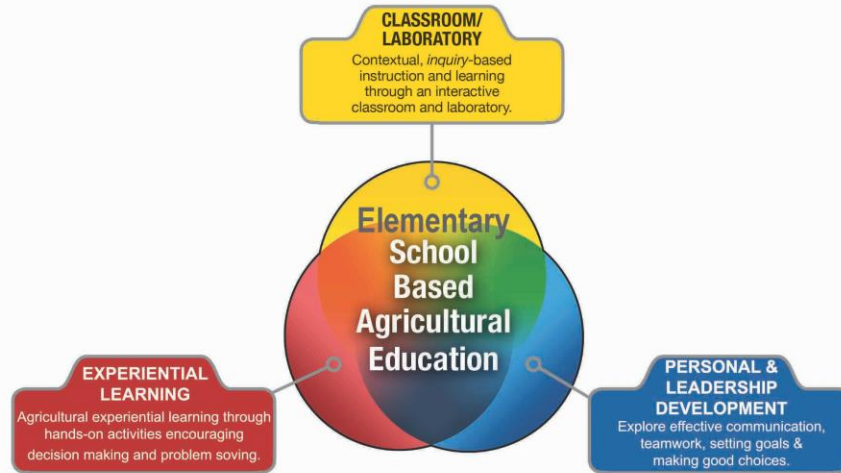 CLASSROOM/
LABORATORY
Contextual, inquiry-based
instruction and learning
through an interactive
classroom and laboratory.
Elementary
School
Based
Agricultural
Education
EXPERIENTIAL
LEARNING
Agricultural experiential learning through
hands-on activities encouraging
decision making and problem soving.
PERSONAL &
LEADERSHIP
DEVELOPMENT
Explore effective communication,
teamwork, setting goals &
making good choices.